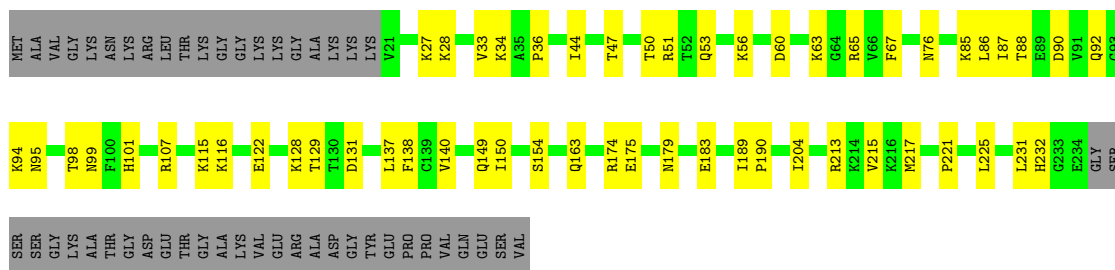 MET ALA VAL GLY LYS ASN LYS ARG LEU THR LYS GLY GLY LYS LYS GLY ALA LYS LYS LYS V21 K27 K28 V33 K34 A35 P36 I44 T47 T50 R51 T52 Q53 K56 D60 K63 G64 R65 V66 F67 N76 K85 L86 I87 T88 E89 D90 V91 Q92 G93
K94 N95 T98 N99 F100 H101 R107 K115 K116 E122 K128 T129 T130 D131 L137 F138 C139 V140 Q149 I150 S154 Q163 R174 E175 N179 E183 I189 P190 I204 R213 K214 V215 K216 M217 P221 L225 L231 H232 G233 E234 GLY SER
SER SER GLY LYS ALA THR GLY ASP GLU THR GLY ALA LYS VAL GLU ARG ALA ASP GLY TYR GLU PRO PRO VAL GLN GLU SER VAL